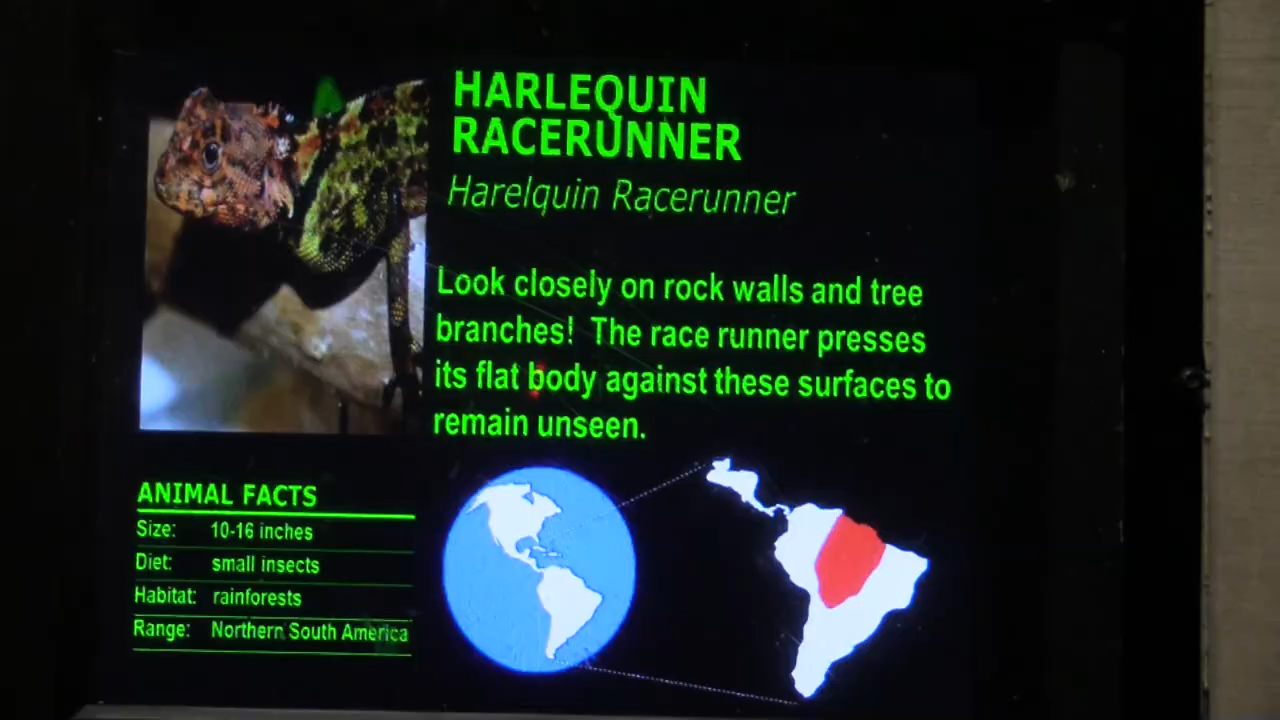 HARLEQUIN
RACERUNNER
Harelquin Racerunner
Look closely on rock walls and tree
branches!  The race runner presses
its flat body against these surfaces to
remain unseen.
ANIMAL FACTS
Size: 10-16 inches
Diet: small insects
Habitat: rainforests
Range: Northern South America